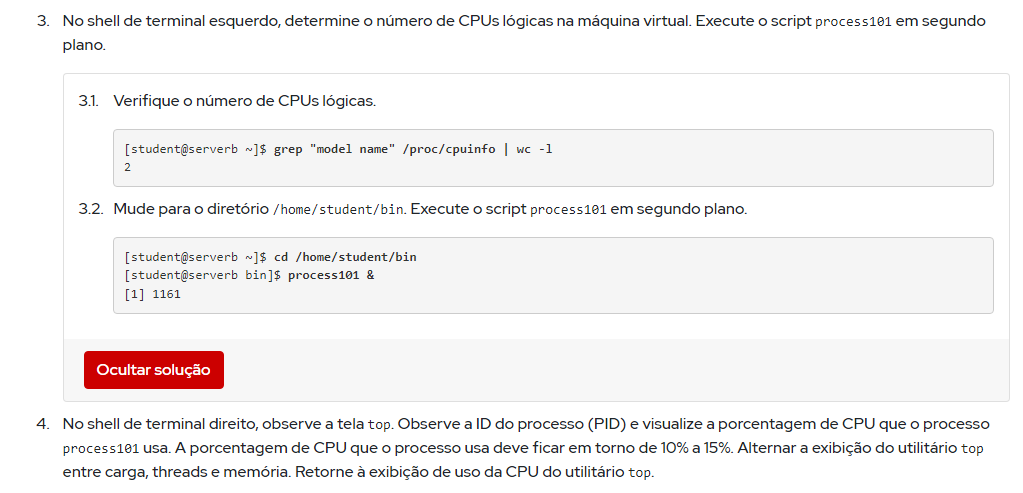 3. No shell de terminal esquerdo, determine o número de CPUs lógicas na máquina virtual. Execute o script process101 em segundo
plano.
3.1. Verifique o número de CPUs lógicas.
[student@serverb ~]$ grep "model name" /proc/cpuinfo | wc -l
2
3.2. Mude para o diretório /home/student/bin. Execute o script process101 em segundo plano.
[student@serverb ~]$ cd /home/student/bin
[student@serverb bin]$ process101 &
[1] 1161
Ocultar solução
4. No shell de terminal direito, observe a tela top. Observe a ID do processo (PID) e visualize a porcentagem de CPU que o processo
process101 usa. A porcentagem de CPU que o processo usa deve ficar em torno de 10% a 15%. Alternar a exibição do utilitário top
entre carga, threads e memória. Retorne à exibição de uso da CPU do utilitário top.